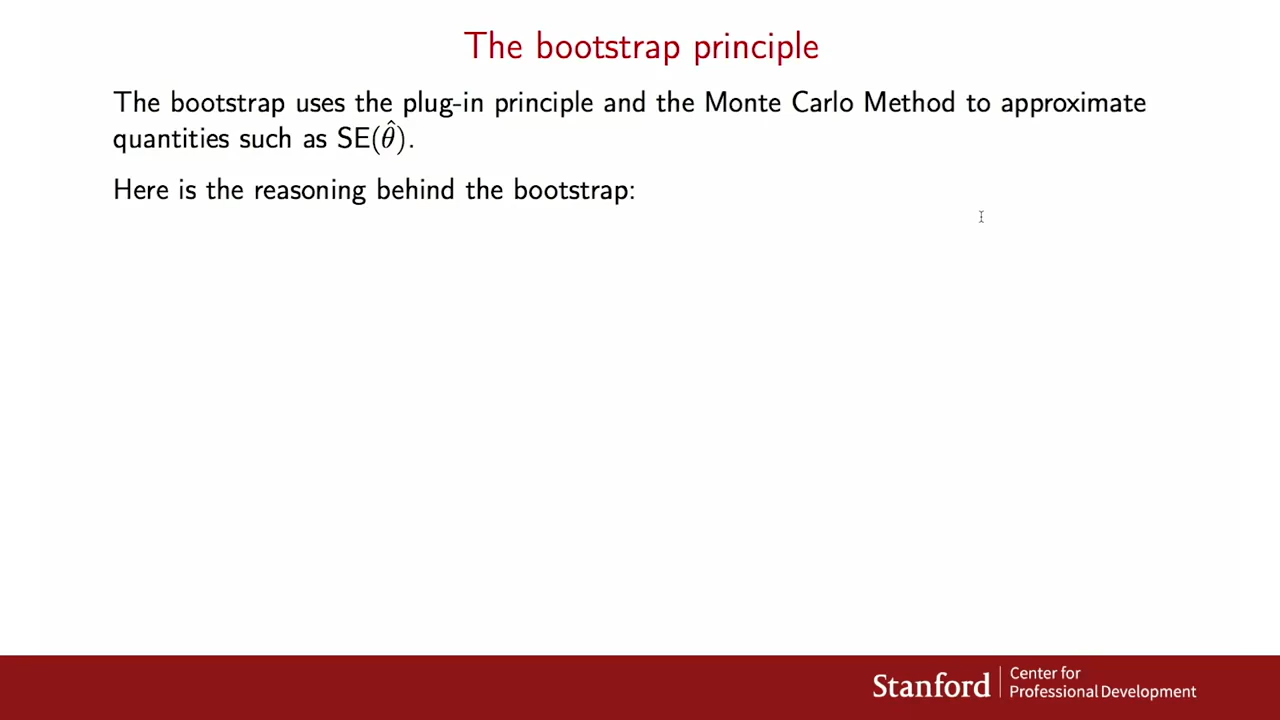 The bootstrap principle
The bootstrap uses the plug-in principle and the Monte Carlo Method to approximate
quantities such as SE(θ̂).
Here is the reasoning behind the bootstrap:
Stanford
Center for
Professional Development